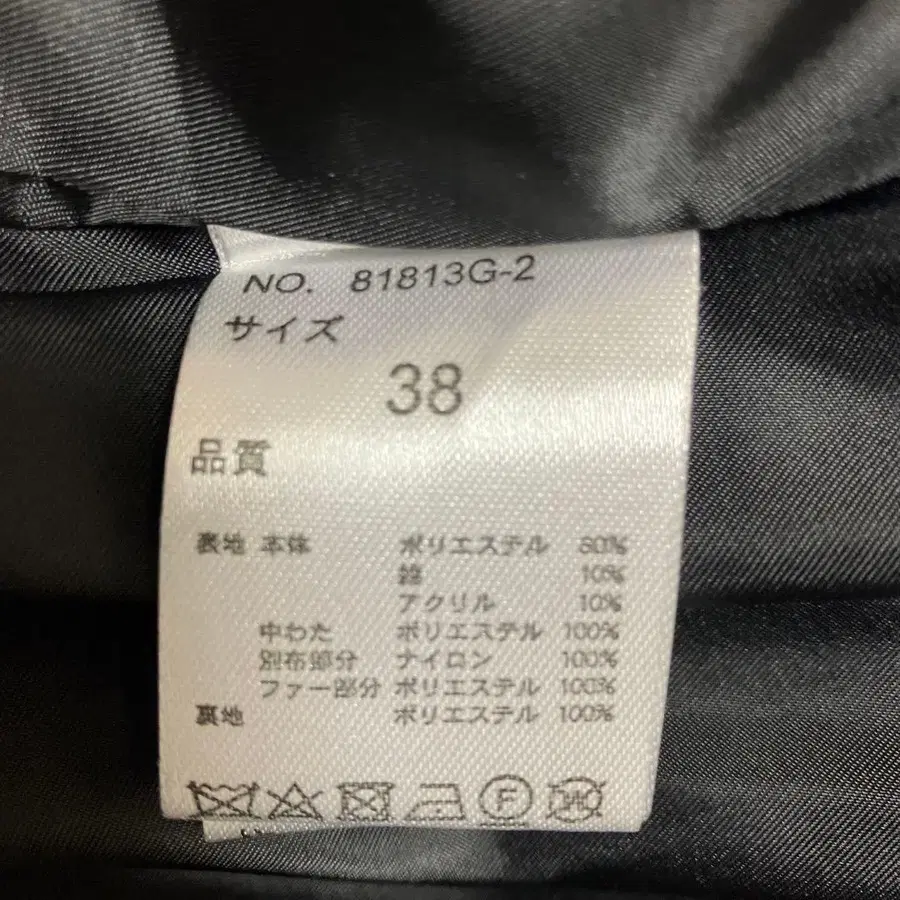 NO. 81813G-2
サイズ
38
品質
表地 本体 ポリエステル 80%
綿 10%
アクリル 10%
中わた ポリエステル 100%
別布部分 ナイロン 100%
ファー部分 ポリエステル 100%
裏地 ポリエステル 100%
F
W